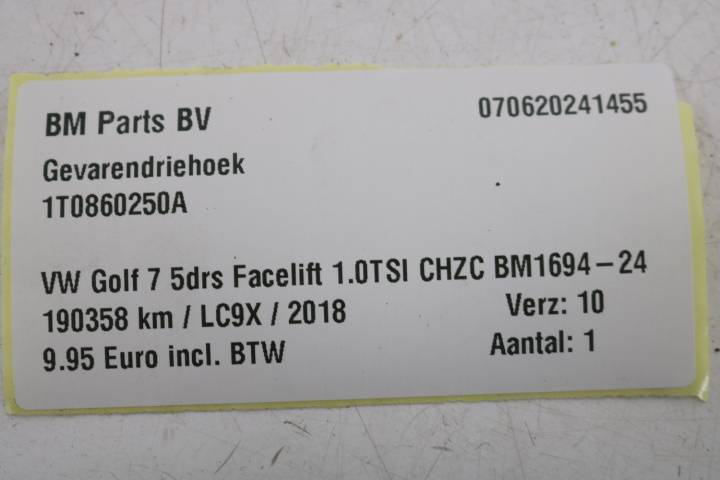 BM Parts BV 070620241455
Gevarendriehoek
1T0860250A
VW Golf 7 5drs Facelift 1.0TSI CHZC BM1694-24
190358 km / LC9X / 2018 Verz: 10
9.95 Euro incl. BTW Aantal: 1